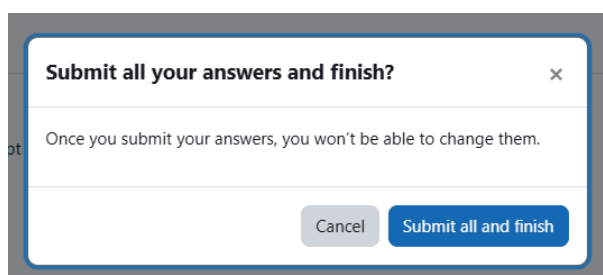 Submit all your answers and finish?
×
Once you submit your answers, you won't be able to change them.
Cancel
Submit all and finish